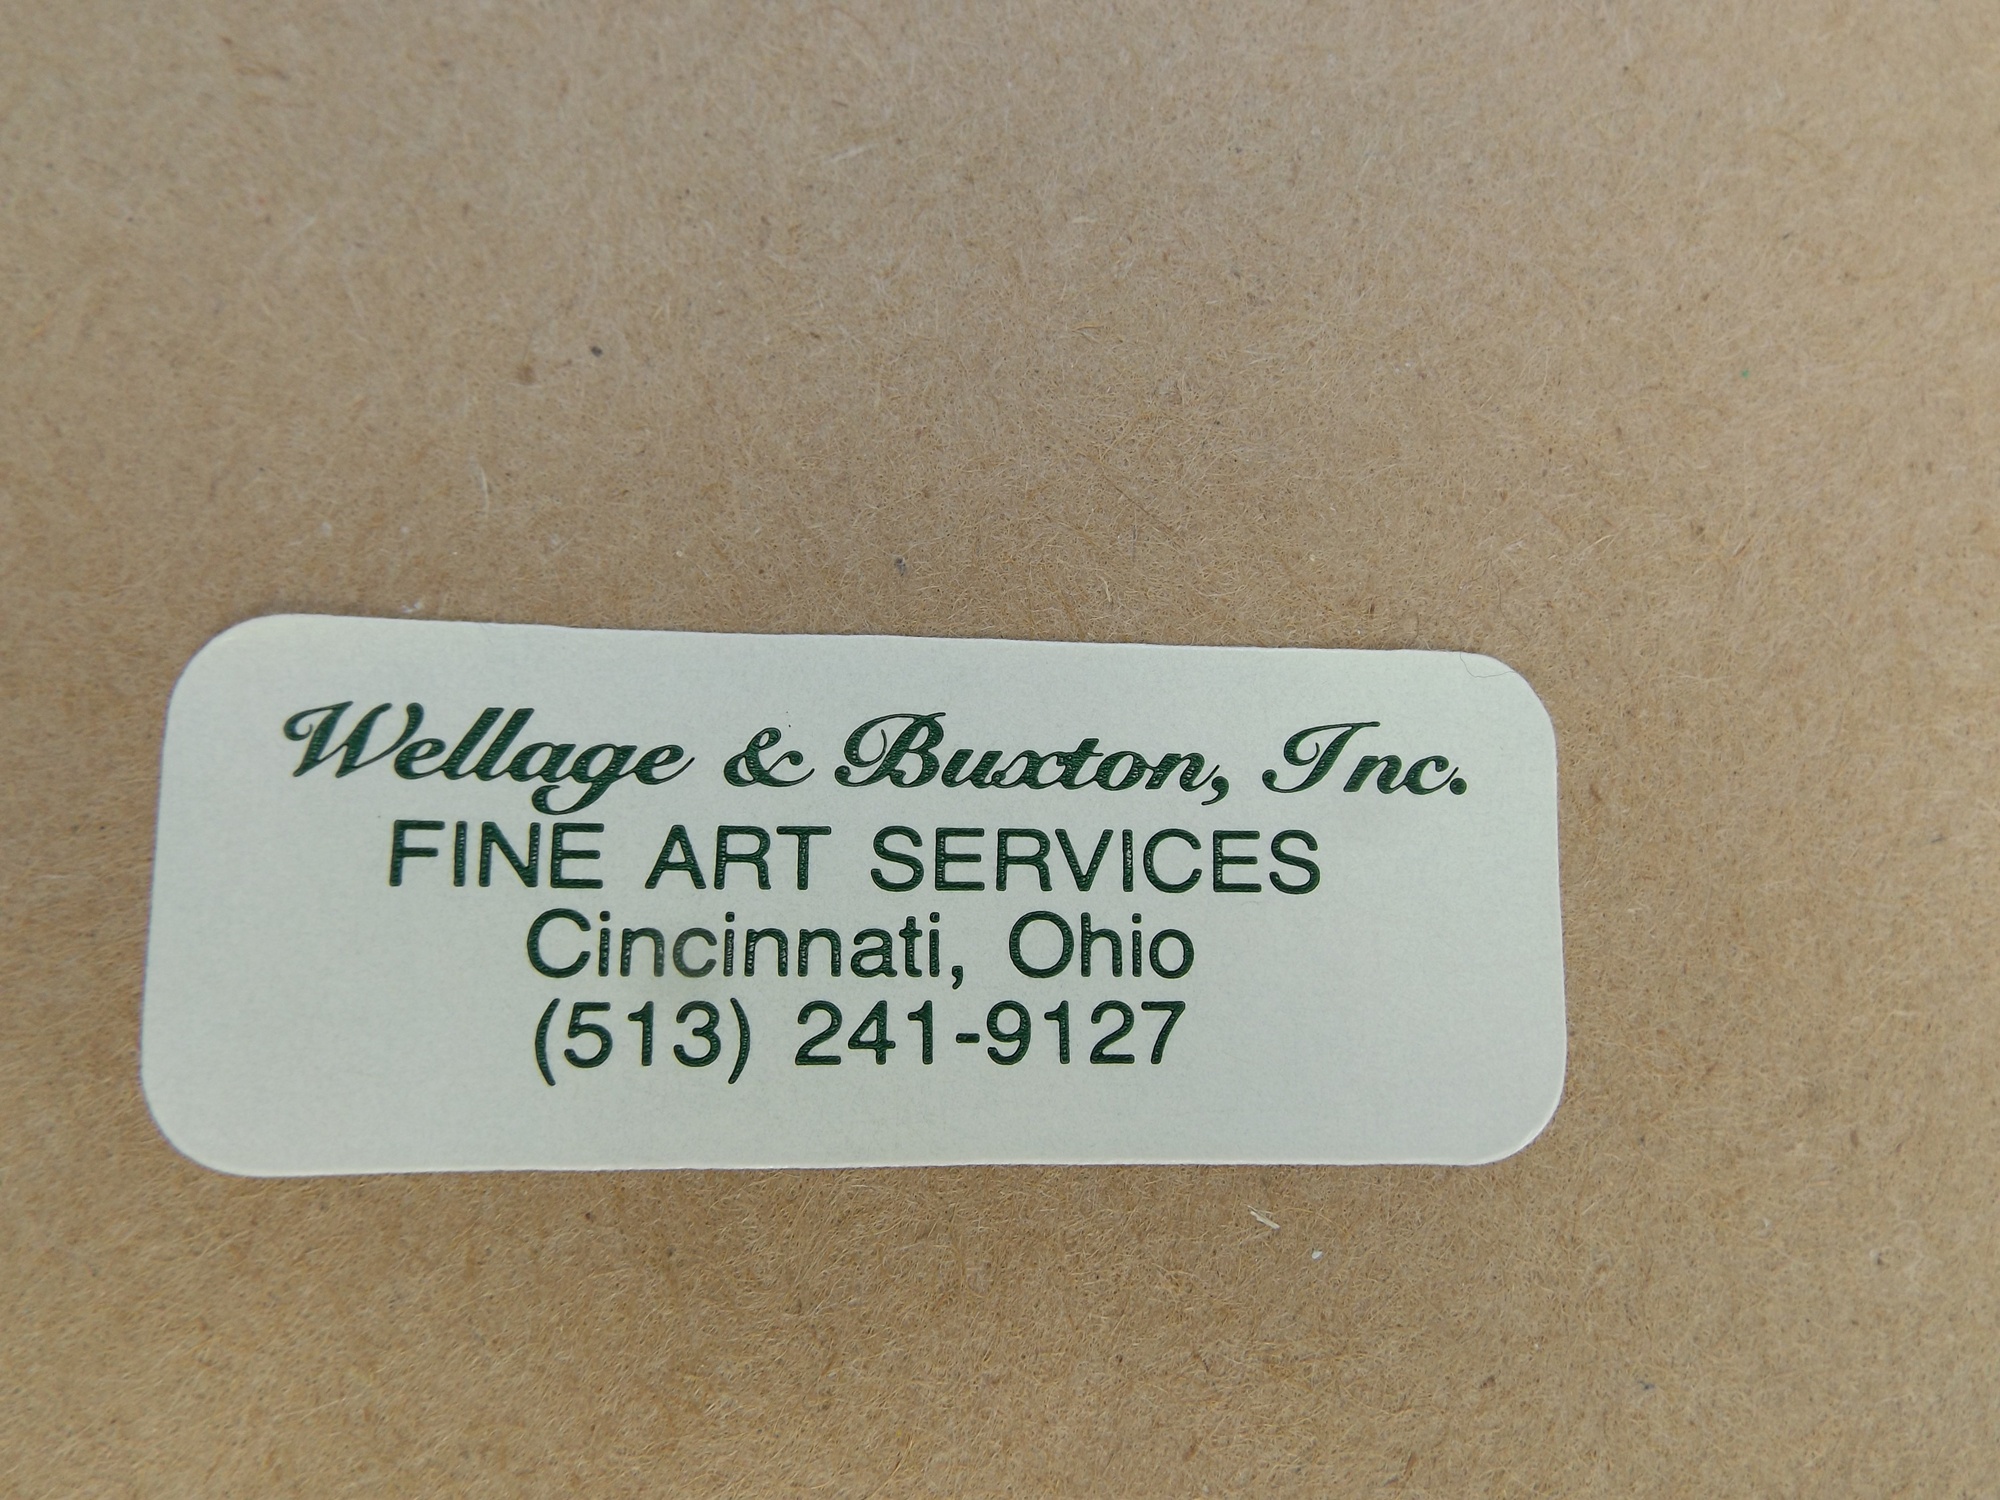 Wellage & Buxton, Inc.
FINE ART SERVICES
Cincinnati, Ohio
(513) 241-9127